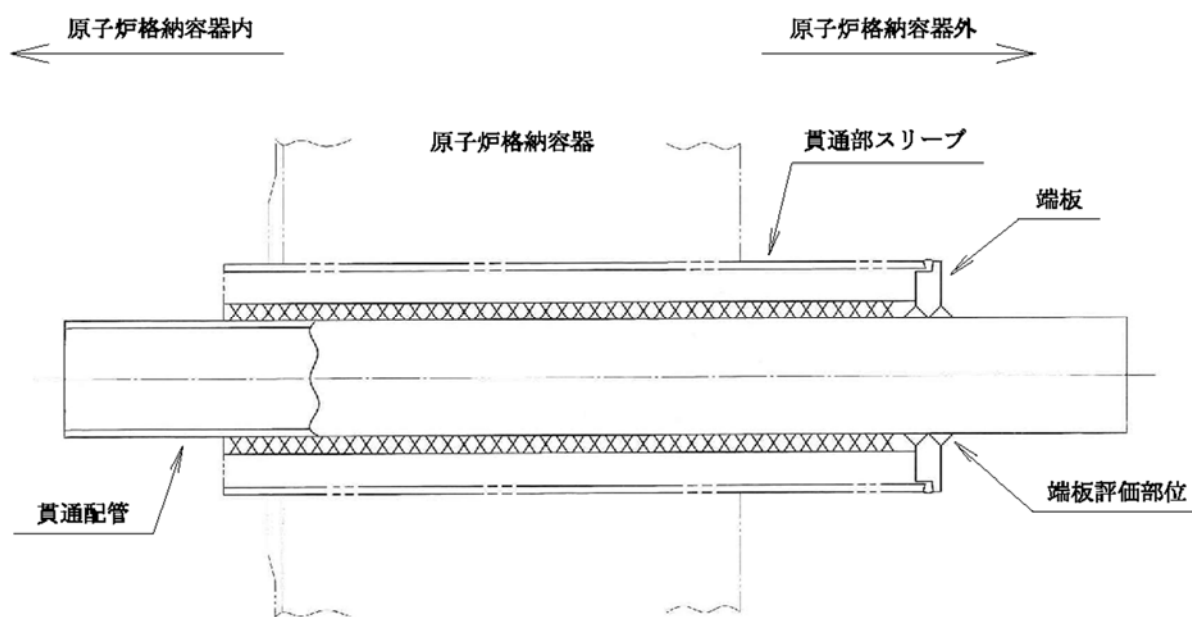 原子炉格納容器内
原子炉格納容器外
原子炉格納容器
貫通部スリーブ
端板
貫通配管
端板評価部位